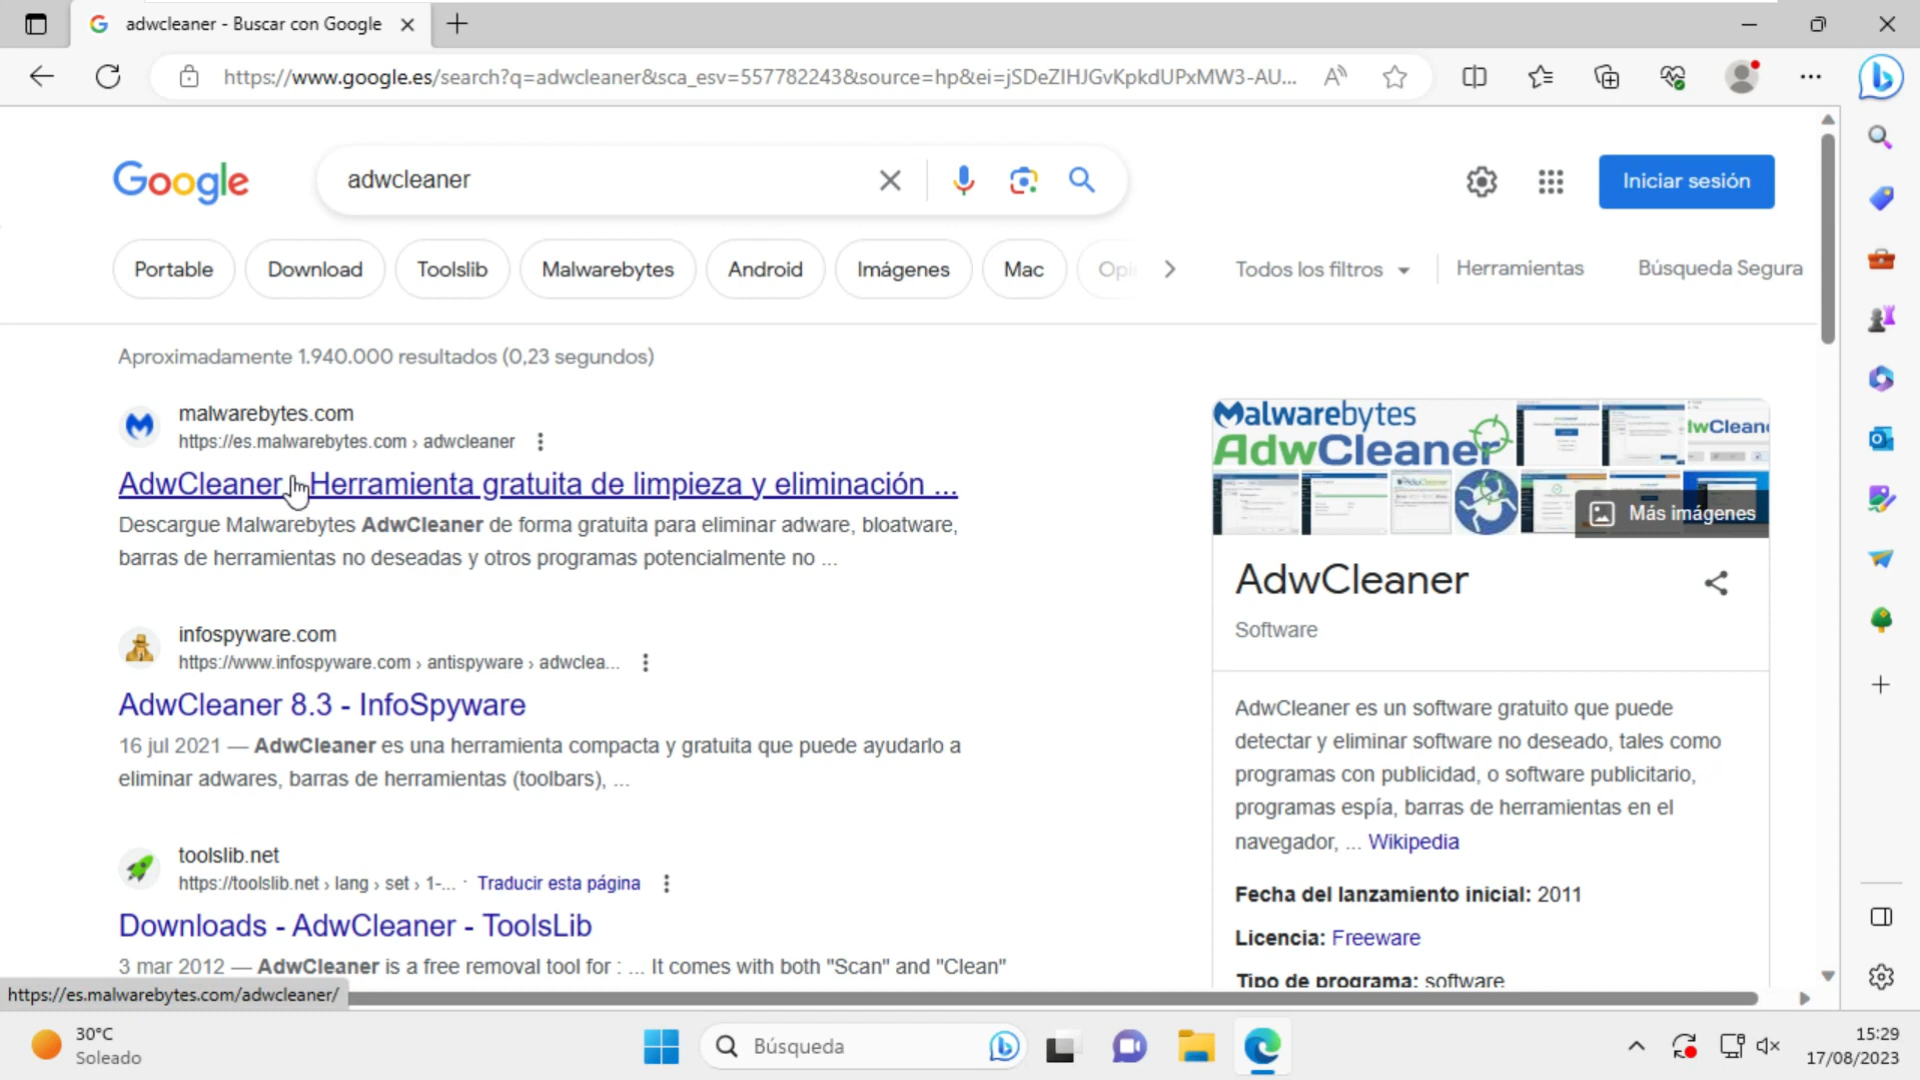 adwcleaner - Buscar con Google
https://www.google.es/search?q=adwcleaner&sca_esv=557782243&source=hp&ei=jSDeZIHJGvKpkdUPxMW3-AU...
Google
adwcleaner
Iniciar sesión
Portable
Download
Toolslib
Malwarebytes
Android
Imágenes
Mac
Todos los filtros
Herramientas
Búsqueda Segura
Aproximadamente 1.940.000 resultados (0,23 segundos)
malwarebytes.com
https://es.malwarebytes.com › adwcleaner
AdwCleaner Herramienta gratuita de limpieza y eliminación ...
Descargue Malwarebytes AdwCleaner de forma gratuita para eliminar adware, bloatware,
barras de herramientas no deseadas y otros programas potencialmente no ...
infospyware.com
https://www.infospyware.com › antispyware › adwclea...
AdwCleaner 8.3 - InfoSpyware
16 jul 2021 — AdwCleaner es una herramienta compacta y gratuita que puede ayudarlo a
eliminar adwares, barras de herramientas (toolbars), ...
toolslib.net
https://toolslib.net › lang › set › 1-... · Traducir esta página
Downloads - AdwCleaner - ToolsLib
3 mar 2012 — AdwCleaner is a free removal tool for : ... It comes with both "Scan" and "Clean"
https://es.malwarebytes.com/adwcleaner/
Malwarebytes
AdwCleaner
Más imágenes
AdwCleaner
Software
AdwCleaner es un software gratuito que puede
detectar y eliminar software no deseado, tales como
programas con publicidad, o software publicitario,
programas espía, barras de herramientas en el
navegador, ... Wikipedia
Fecha del lanzamiento inicial: 2011
Licencia: Freeware
Tipo de programa: software
30°C
Soleado
Búsqueda
15:29
17/08/2023